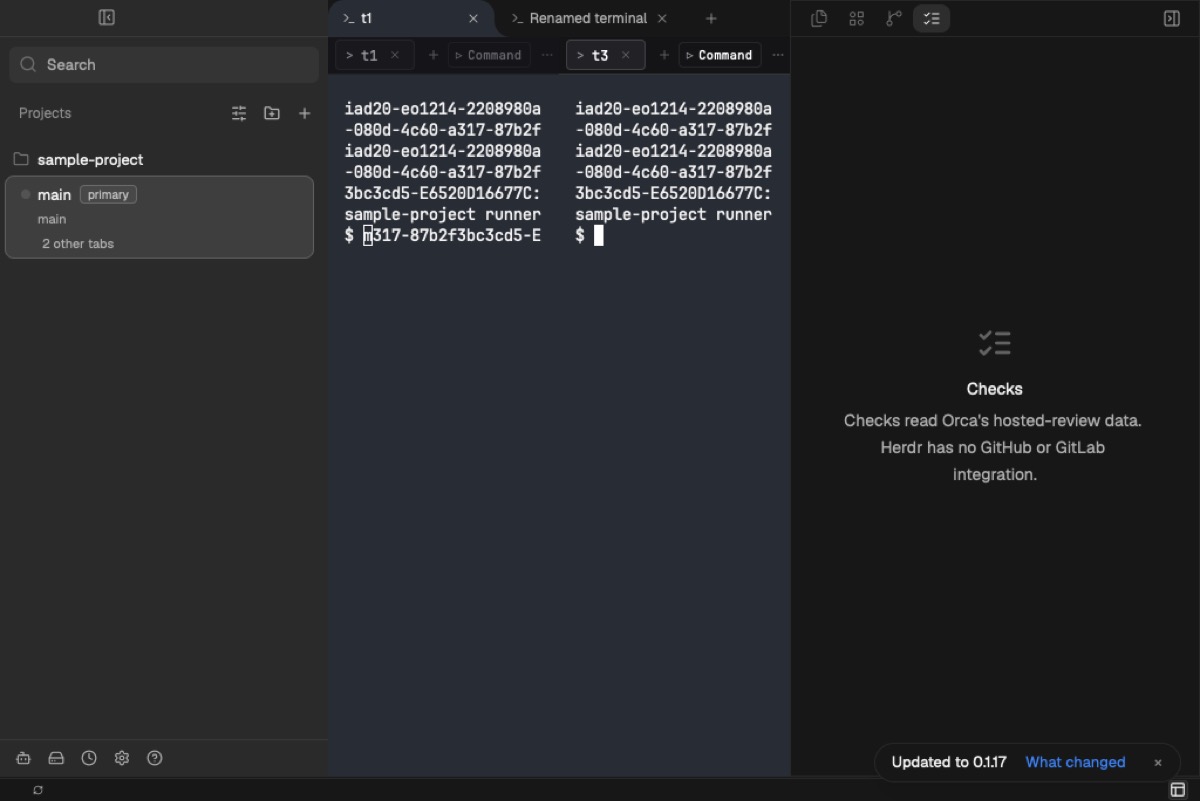 t1
Renamed terminal
Search
> t1
Command
> t3
Command
Projects
sample-project
main primary
main
2 other tabs
iad20-eo1214-2208980a
-080d-4c60-a317-87b2f
iad20-eo1214-2208980a
-080d-4c60-a317-87b2f
3bc3cd5-E6520D16677C:
sample-project runner
$ m317-87b2f3bc3cd5-E
iad20-eo1214-2208980a
-080d-4c60-a317-87b2f
iad20-eo1214-2208980a
-080d-4c60-a317-87b2f
3bc3cd5-E6520D16677C:
sample-project runner
$
Checks
Checks read Orca's hosted-review data.
Herdr has no GitHub or GitLab
integration.
Updated to 0.1.17 What changed